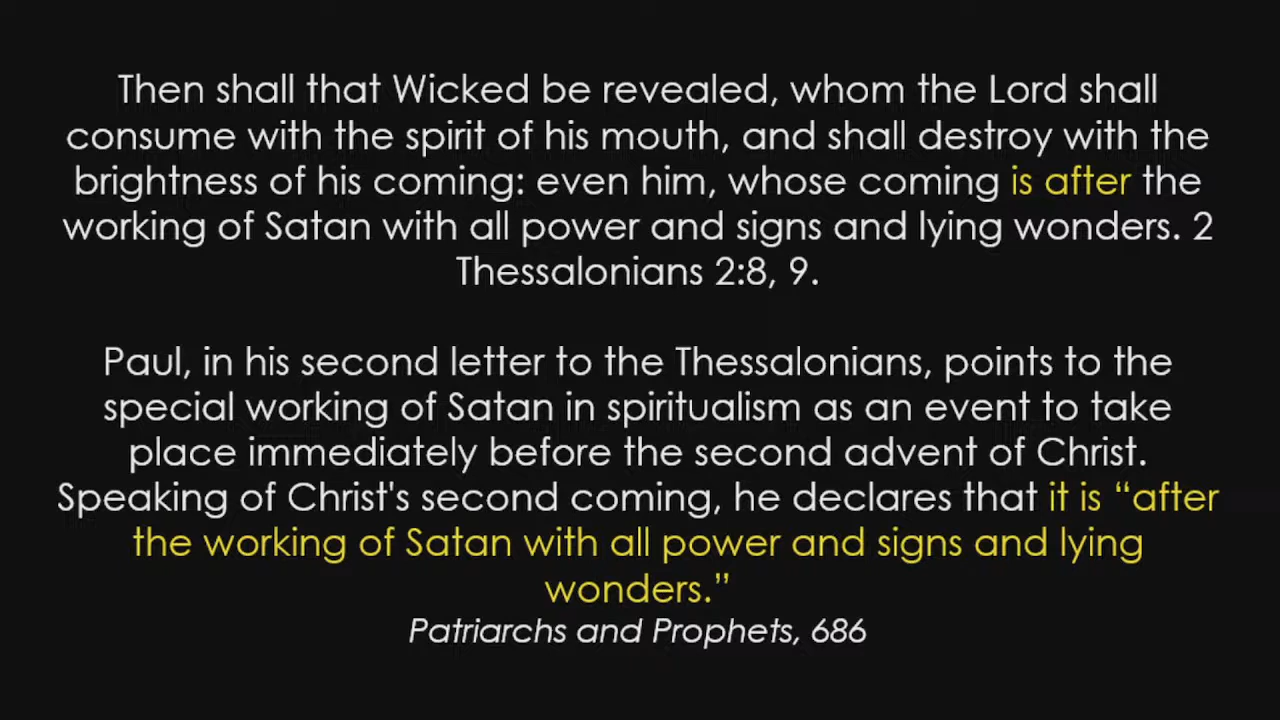 Then shall that Wicked be revealed, whom the Lord shall
consume with the spirit of his mouth, and shall destroy with the
brightness of his coming: even him, whose coming is after the
working of Satan with all power and signs and lying wonders. 2
Thessalonians 2:8, 9.
Paul, in his second letter to the Thessalonians, points to the
special working of Satan in spiritualism as an event to take
place immediately before the second advent of Christ.
Speaking of Christ's second coming, he declares that it is “after
the working of Satan with all power and signs and lying
wonders.”
Patriarchs and Prophets, 686